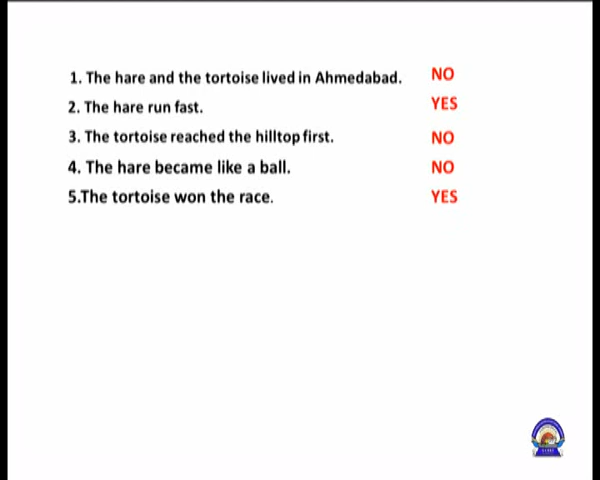 1. The hare and the tortoise lived in Ahmedabad. NO
2. The hare run fast. YES
3. The tortoise reached the hilltop first. NO
4. The hare became like a ball. NO
5.The tortoise won the race. YES